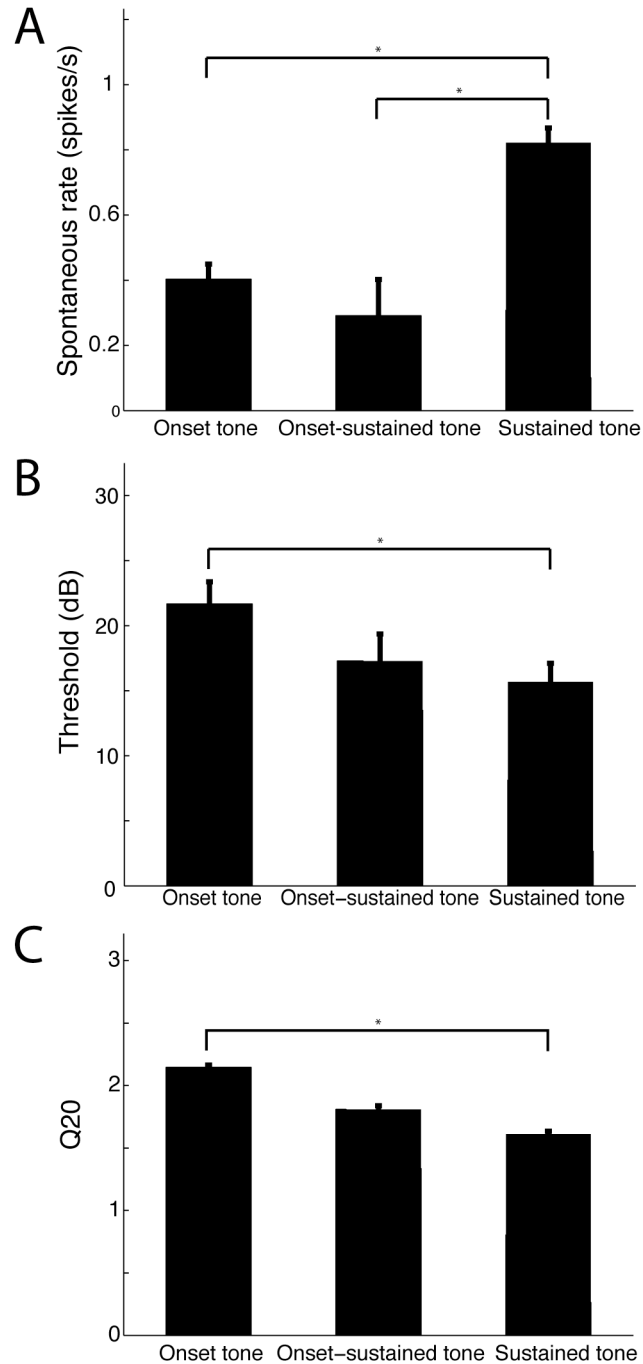 A
Spontaneous rate (spikes/s)
1
0.6
0.2
0
*
*
Onset tone Onset-sustained tone Sustained tone
B
Threshold (dB)
30
20
10
0
*
Onset tone Onset–sustained tone Sustained tone
C
Q20
3
2
1
0
*
Onset tone Onset–sustained tone Sustained tone